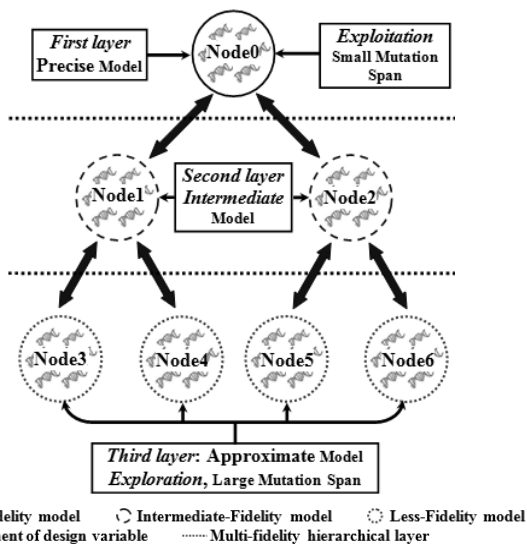 First layer
Precise Model
Node0
Exploitation
Small Mutation
Span
Node1
Second layer
Intermediate
Model
Node2
Node3
Node4
Node5
Node6
Third layer: Approximate Model
Exploration, Large Mutation Span
delity model
Intermediate-Fidelity model
Less-Fidelity model
ent of design variable
Multi-fidelity hierarchical layer